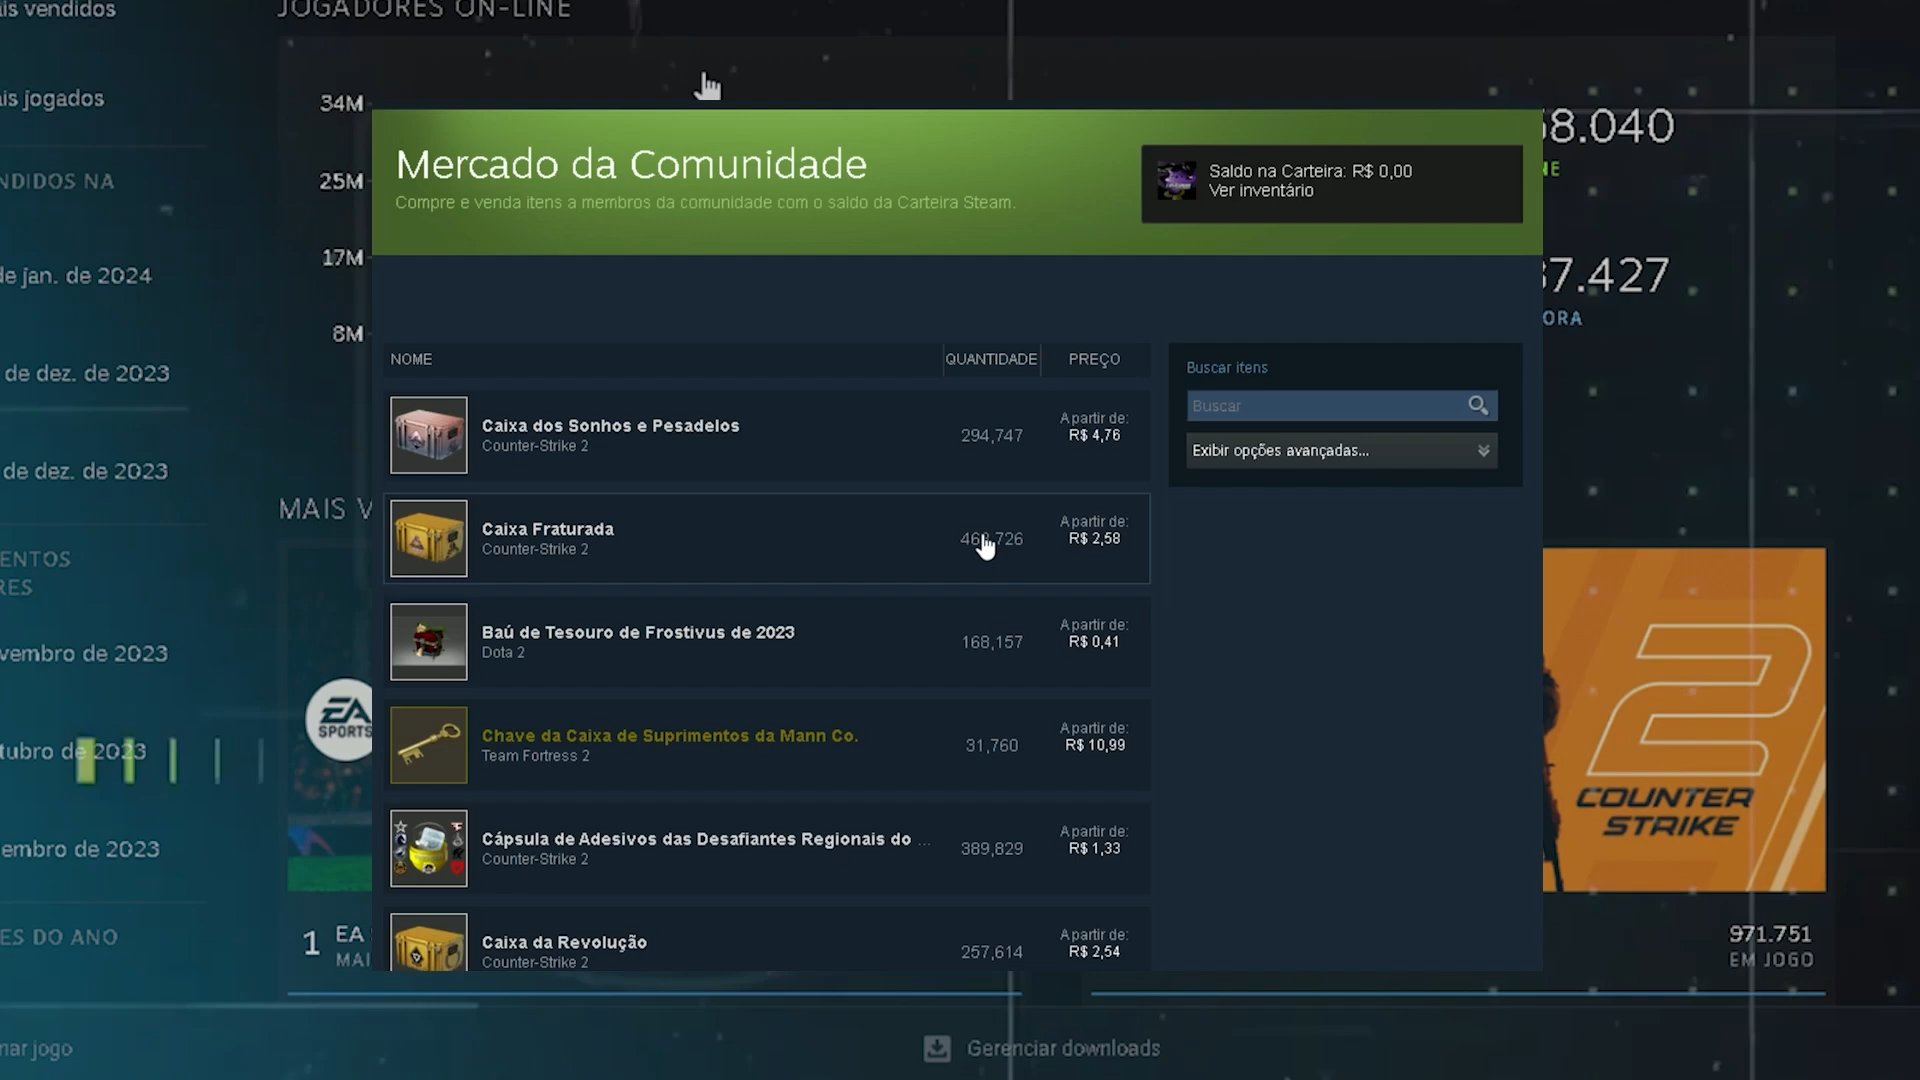 is vendidos
JOGADORES ON-LINE
is jogados
NDIDOS NA
de jan. de 2024
de dez. de 2023
de dez. de 2023
ENTOS
RES
vembro de 2023
tubro de 2023
embro de 2023
ES DO ANO
nar jogo
34M
25M
17M
8M
MAIS V
Mercado da Comunidade
Compre e venda itens a membros da comunidade com o saldo da Carteira Steam.
Saldo na Carteira: R$ 0,00
Ver inventário
8.040
NE
7.427
ORA
NOME QUANTIDADE PREÇO
Caixa dos Sonhos e Pesadelos
Counter-Strike 2
294,747
A partir de:
R$ 4,76
Caixa Fraturada
Counter-Strike 2
A partir de:
R$ 2,58
Baú de Tesouro de Frostivus de 2023
Dota 2
168,157
A partir de:
R$ 0,41
Chave da Caixa de Suprimentos da Mann Co.
Team Fortress 2
31,760
A partir de:
R$ 10,99
Cápsula de Adesivos das Desafiantes Regionais do ...
Counter-Strike 2
389,829
A partir de:
R$ 1,33
Caixa da Revolução
Counter-Strike 2
257,614
A partir de:
R$ 2,54
Buscar itens
Buscar
Exibir opções avançadas...
EA
SPORTS
2
COUNTER
STRIKE
1 EA
MAI
971.751
EM JOGO
Gerenciar downloads